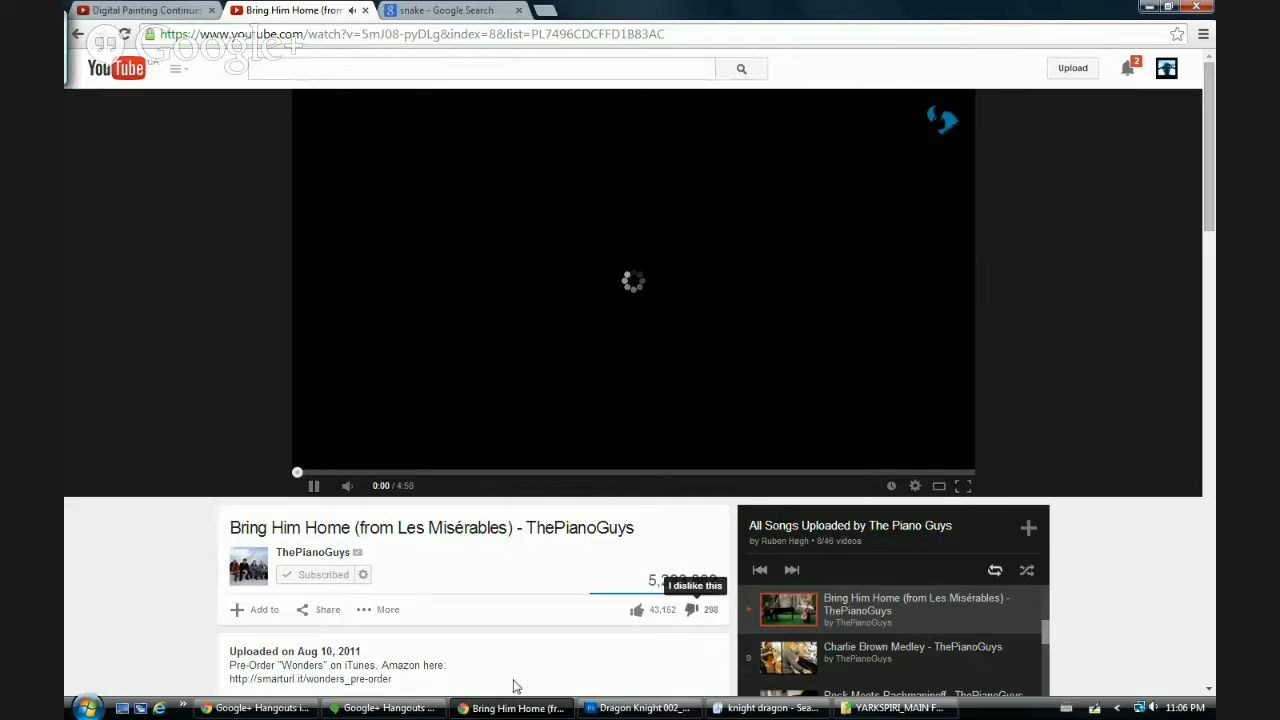 Digital Painting Continue
Bring Him Home (from
snake - Google Search
https://www.youtube.com/watch?v=5mJ08-pyDLg&index=8&list=PL7496CDCFFD1B83AC
Google+
YouTube
Upload
2
0:00 / 4:58
Bring Him Home (from Les Misérables) - ThePianoGuys
ThePianoGuys
Subscribed
I dislike this
Add to
Share
More
43,152
298
Uploaded on Aug 10, 2011
Pre-Order "Wonders" on iTunes, Amazon here:
http://smarturl.it/wonders_pre-order
All Songs Uploaded by The Piano Guys
by Ruben Høgh • 8/46 videos
Bring Him Home (from Les Misérables) -
ThePianoGuys
by ThePianoGuys
9
Charlie Brown Medley - ThePianoGuys
by ThePianoGuys
Rock Meets Rachmaninoff - ThePianoGuys
Google+ Hangouts i...
Google+ Hangouts ...
Bring Him Home (fr...
Dragon Knight 002_...
knight dragon - Sea...
YARKSPIRI_MAIN F...
11:06 PM